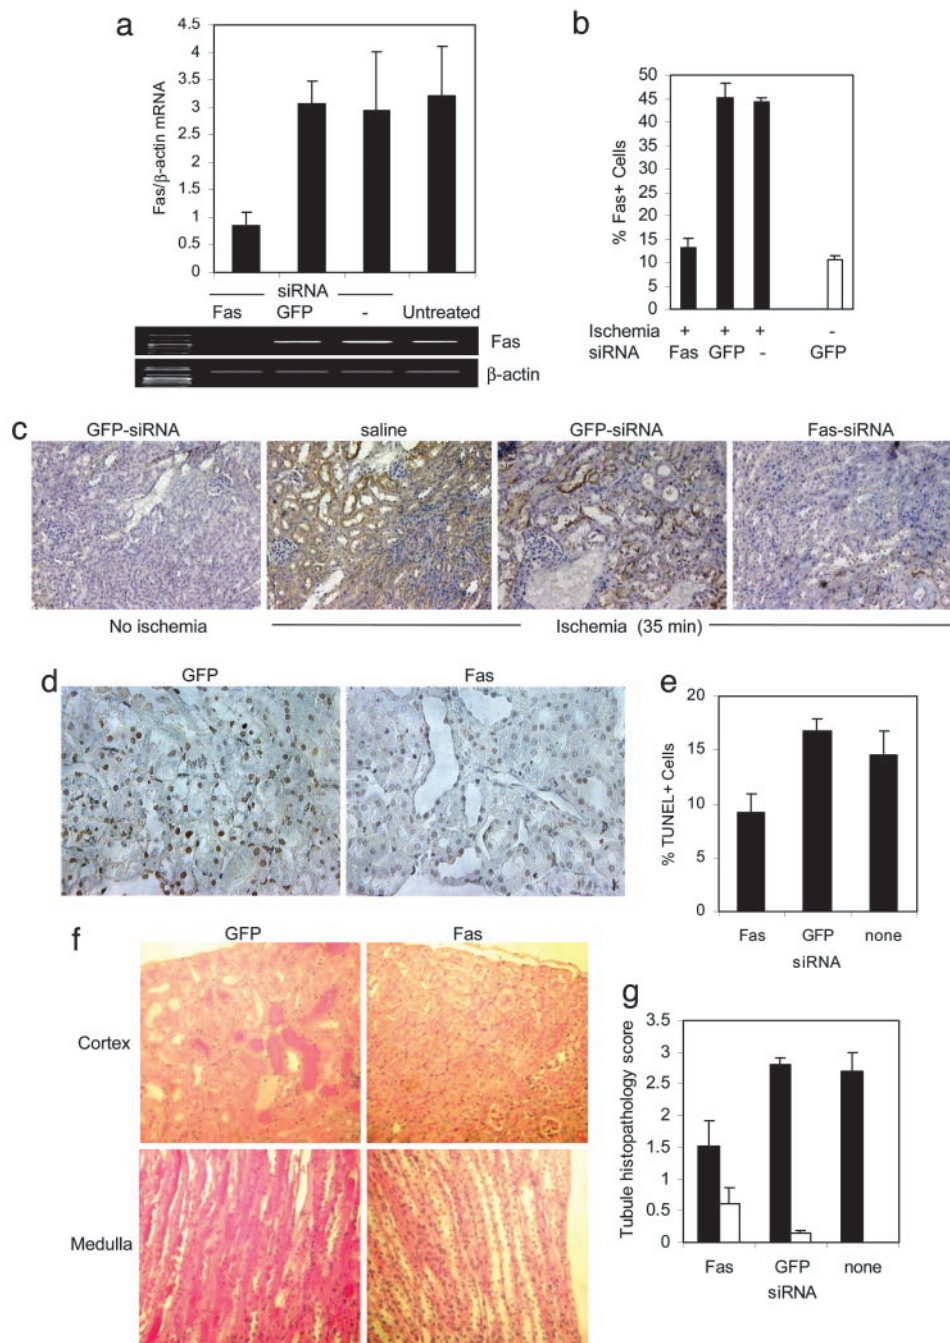 a
Fas/β-actin mRNA
4.5
4
3.5
3
2.5
2
1.5
1
0.5
0
siRNA
Fas GFP - Untreated
Fas
β-actin
b
% Fas+ Cells
50
45
40
35
30
25
20
15
10
5
0
Ischemia + + + -
siRNA Fas GFP - GFP
c
GFP-siRNA saline GFP-siRNA Fas-siRNA
No ischemia Ischemia (35 min)
d
GFP Fas
e
% TUNEL+ Cells
20
15
10
5
0
Fas GFP none
siRNA
f
GFP Fas
Cortex
Medulla
g
Tubule histopathology score
3.5
3
2.5
2
1.5
1
0.5
0
Fas GFP none
siRNA